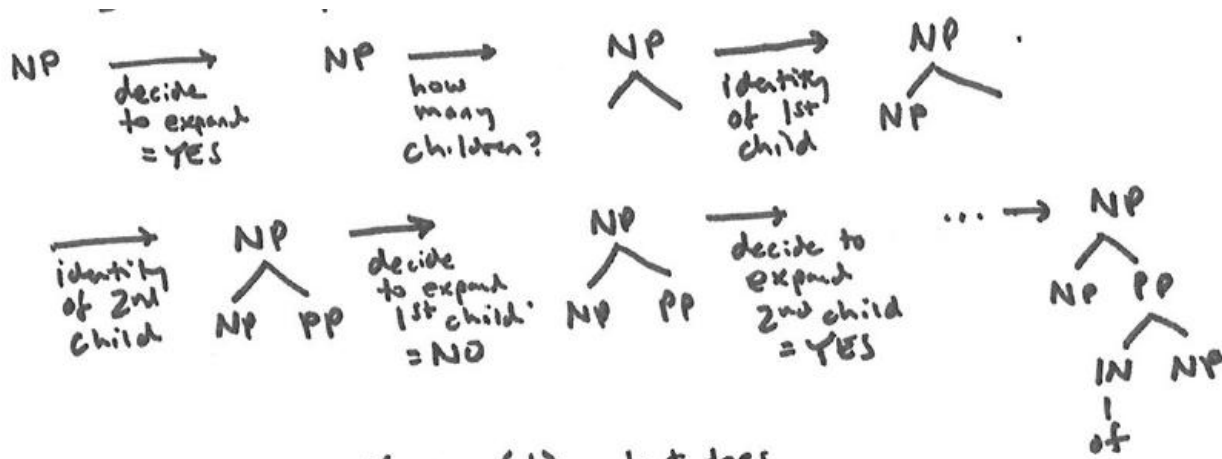 NP decide to expand = YES NP how many children? NP identity of 1st child NP
NP
identity of 2nd child NP decide to expand 1st child = NO NP decide to expand 2nd child = YES ... NP
NP PP NP PP NP PP
IN NP
of